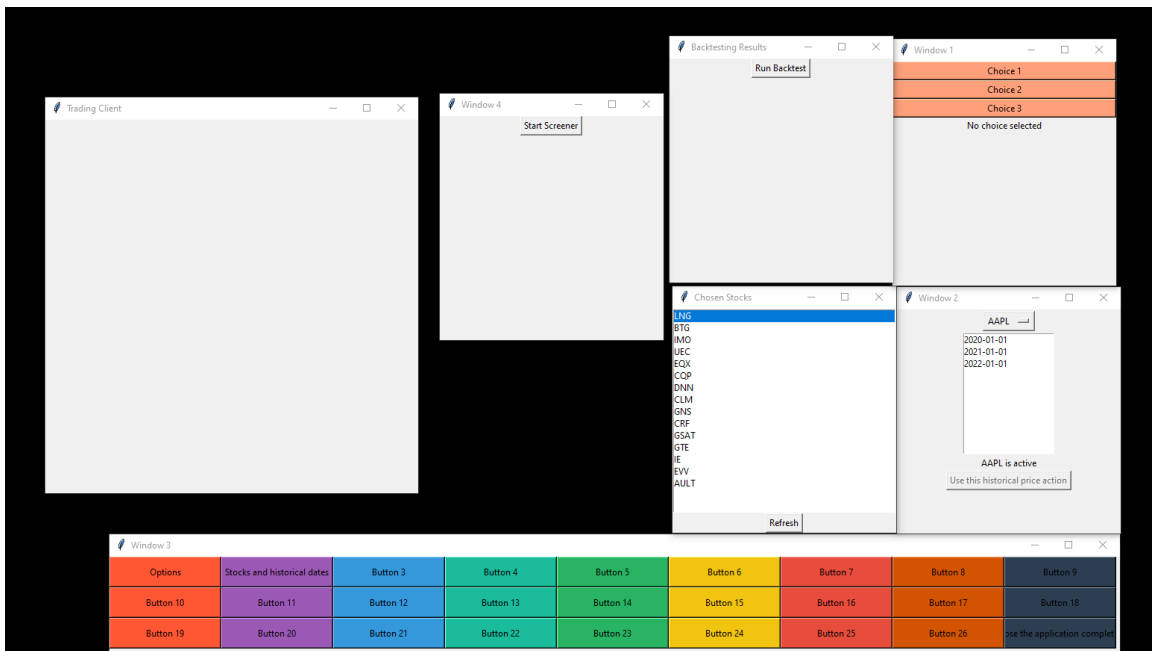 Backtesting Results
Run Backtest
Window 1
Choice 1
Choice 2
Choice 3
No choice selected
Trading Client
Window 4
Start Screener
Chosen Stocks
LNG
BTG
IMO
UEC
EQX
CQP
DNN
CLM
GNS
CRF
GSAT
GTE
IE
EVV
AULT
Refresh
Window 2
AAPL
2020-01-01
2021-01-01
2022-01-01
AAPL is active
Use this historical price action
Window 3
Options Stocks and historical dates Button 3 Button 4 Button 5 Button 6 Button 7 Button 8 Button 9
Button 10 Button 11 Button 12 Button 13 Button 14 Button 15 Button 16 Button 17 Button 18
Button 19 Button 20 Button 21 Button 22 Button 23 Button 24 Button 25 Button 26 ose the application complet